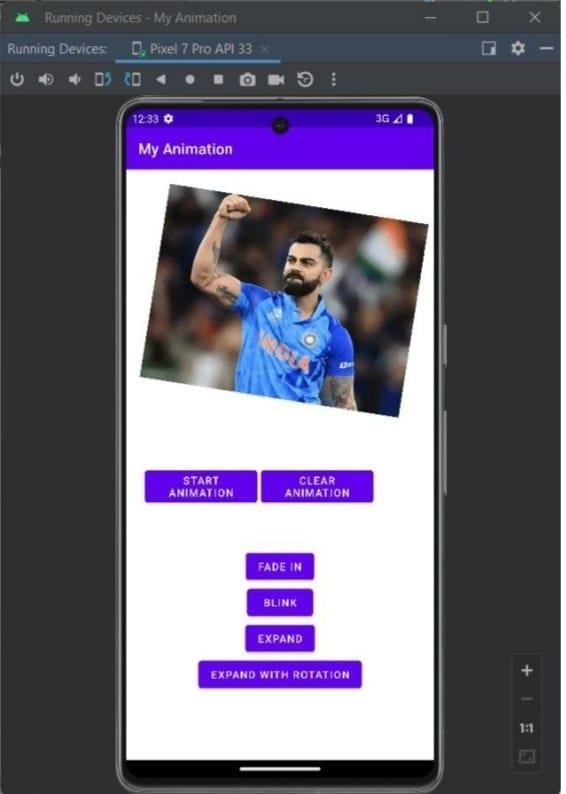 Running Devices - My Animation
Running Devices:
Pixel 7 Pro API 33
12:33
3G
My Animation
INDIA
START
ANIMATION
CLEAR
ANIMATION
FADE IN
BLINK
EXPAND
EXPAND WITH ROTATION
1:1